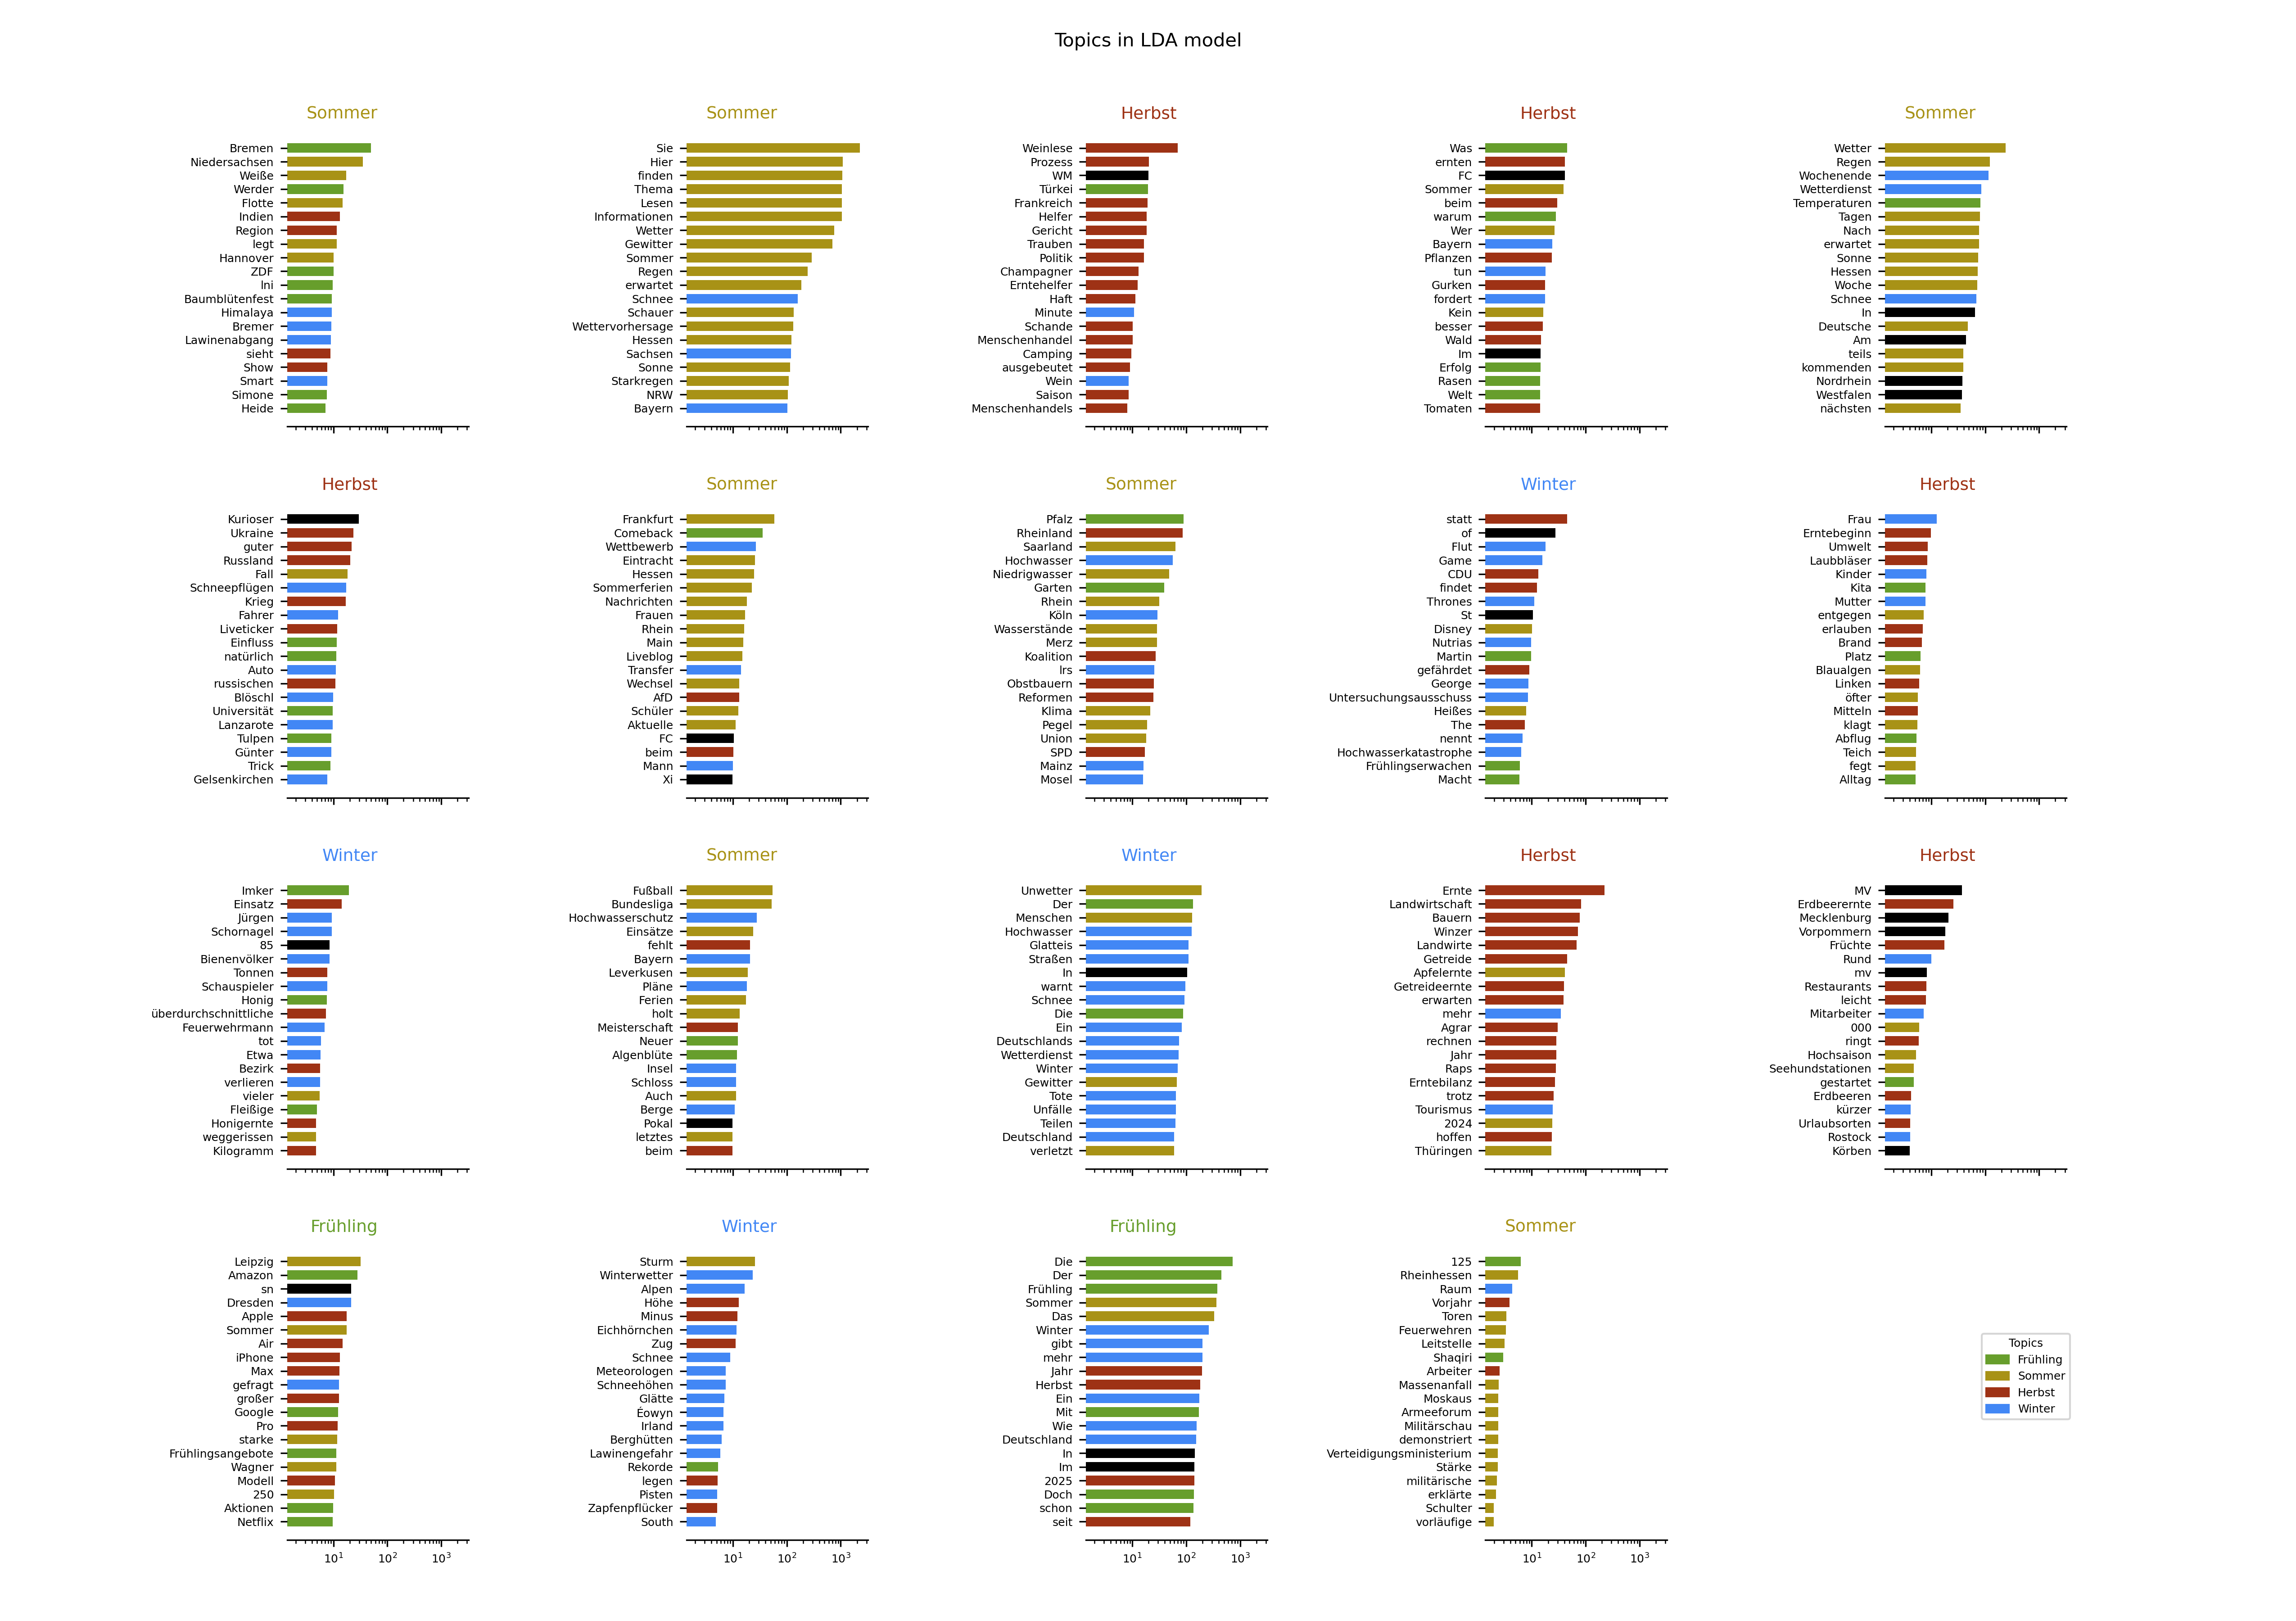 Topics in LDA model
Sommer
Bremen
Niedersachsen
Weiße
Werder
Flotte
Indien
Region
legt
Hannover
ZDF
Ini
Baumblütenfest
Himalaya
Bremer
Lawinenabgang
sieht
Show
Smart
Simone
Heide
Sommer
Sie
Hier
finden
Thema
Lesen
Informationen
Wetter
Gewitter
Sommer
Regen
erwartet
Schnee
Schauer
Wettervorhersage
Hessen
Sachsen
Sonne
Starkregen
NRW
Bayern
Herbst
Weinlese
Prozess
WM
Türkei
Frankreich
Helfer
Gericht
Trauben
Politik
Champagner
Erntehelfer
Haft
Minute
Schande
Menschenhandel
Camping
ausgebeutet
Wein
Saison
Menschenhandels
Herbst
Was
ernten
FC
Sommer
beim
warum
Wer
Bayern
Pflanzen
tun
Gurken
fordert
Kein
besser
Wald
Im
Erfolg
Rasen
Welt
Tomaten
Sommer
Wetter
Regen
Wochenende
Wetterdienst
Temperaturen
Tagen
Nach
erwartet
Sonne
Hessen
Woche
Schnee
In
Deutsche
Am
teils
kommenden
Nordrhein
Westfalen
nächsten
Herbst
Kurioser
Ukraine
guter
Russland
Fall
Schneepflügen
Krieg
Fahrer
Liveticker
Einfluss
natürlich
Auto
russischen
Blöschl
Universität
Lanzarote
Tulpen
Günter
Trick
Gelsenkirchen
Sommer
Frankfurt
Comeback
Wettbewerb
Eintracht
Hessen
Sommerferien
Nachrichten
Frauen
Rhein
Main
Liveblog
Transfer
Wechsel
AfD
Schüler
Aktuelle
FC
beim
Mann
Xi
Sommer
Pfalz
Rheinland
Saarland
Hochwasser
Niedrigwasser
Garten
Rhein
Köln
Wasserstände
Merz
Koalition
lrs
Obstbauern
Reformen
Klima
Pegel
Union
SPD
Mainz
Mosel
Winter
statt
of
Flut
Game
CDU
findet
Thrones
St
Disney
Nutrias
Martin
gefährdet
George
Untersuchungsausschuss
Heißes
The
nennt
Hochwasserkatastrophe
Frühlingserwachen
Macht
Herbst
Frau
Erntebeginn
Umwelt
Laubbläser
Kinder
Kita
Mutter
entgegen
erlauben
Brand
Platz
Blaualgen
Linken
öfter
Mitteln
klagt
Abflug
Teich
fegt
Alltag
Winter
Imker
Einsatz
Jürgen
Schornagel
85
Bienenvölker
Tonnen
Schauspieler
Honig
überdurchschnittliche
Feuerwehrmann
tot
Etwa
Bezirk
verlieren
vieler
Fleißige
Honigernte
weggerissen
Kilogramm
Sommer
Fußball
Bundesliga
Hochwasserschutz
Einsätze
fehlt
Bayern
Leverkusen
Pläne
Ferien
holt
Meisterschaft
Neuer
Algenblüte
Insel
Schloss
Auch
Berge
Pokal
letztes
beim
Winter
Unwetter
Der
Menschen
Hochwasser
Glatteis
Straßen
In
warnt
Schnee
Die
Ein
Deutschlands
Wetterdienst
Winter
Gewitter
Tote
Unfälle
Teilen
Deutschland
verletzt
Herbst
Ernte
Landwirtschaft
Bauern
Winzer
Landwirte
Getreide
Apfelernte
Getreideernte
erwarten
mehr
Agrar
rechnen
Jahr
Raps
Erntebilanz
trotz
Tourismus
2024
hoffen
Thüringen
Herbst
MV
Erdbeerernte
Mecklenburg
Vorpommern
Früchte
Rund
mv
Restaurants
leicht
Mitarbeiter
000
ringt
Hochsaison
Seehundstationen
gestartet
Erdbeeren
kürzer
Urlaubsorten
Rostock
Körben
Frühling
Leipzig
Amazon
sn
Dresden
Apple
Sommer
Air
iPhone
Max
gefragt
großer
Google
Pro
starke
Frühlingsangebote
Wagner
Modell
250
Aktionen
Netflix
10¹ 10² 10³
Winter
Sturm
Winterwetter
Alpen
Höhe
Minus
Eichhörnchen
Zug
Schnee
Meteorologen
Schneehöhen
Glätte
Éowyn
Irland
Berghütten
Lawinengefahr
Rekorde
legen
Pisten
Zapfenpflücker
South
10¹ 10² 10³
Frühling
Die
Der
Frühling
Sommer
Das
Winter
gibt
mehr
Jahr
Herbst
Ein
Mit
Wie
Deutschland
In
Im
2025
Doch
schon
seit
10¹ 10² 10³
Sommer
125
Rheinhessen
Raum
Vorjahr
Toren
Feuerwehren
Leitstelle
Shaqiri
Arbeiter
Massenanfall
Moskaus
Armeeforum
Militärschau
demonstriert
Verteidigungsministerium
Stärke
militärische
erklärte
Schulter
vorläufige
10¹ 10² 10³
Topics
Frühling
Sommer
Herbst
Winter